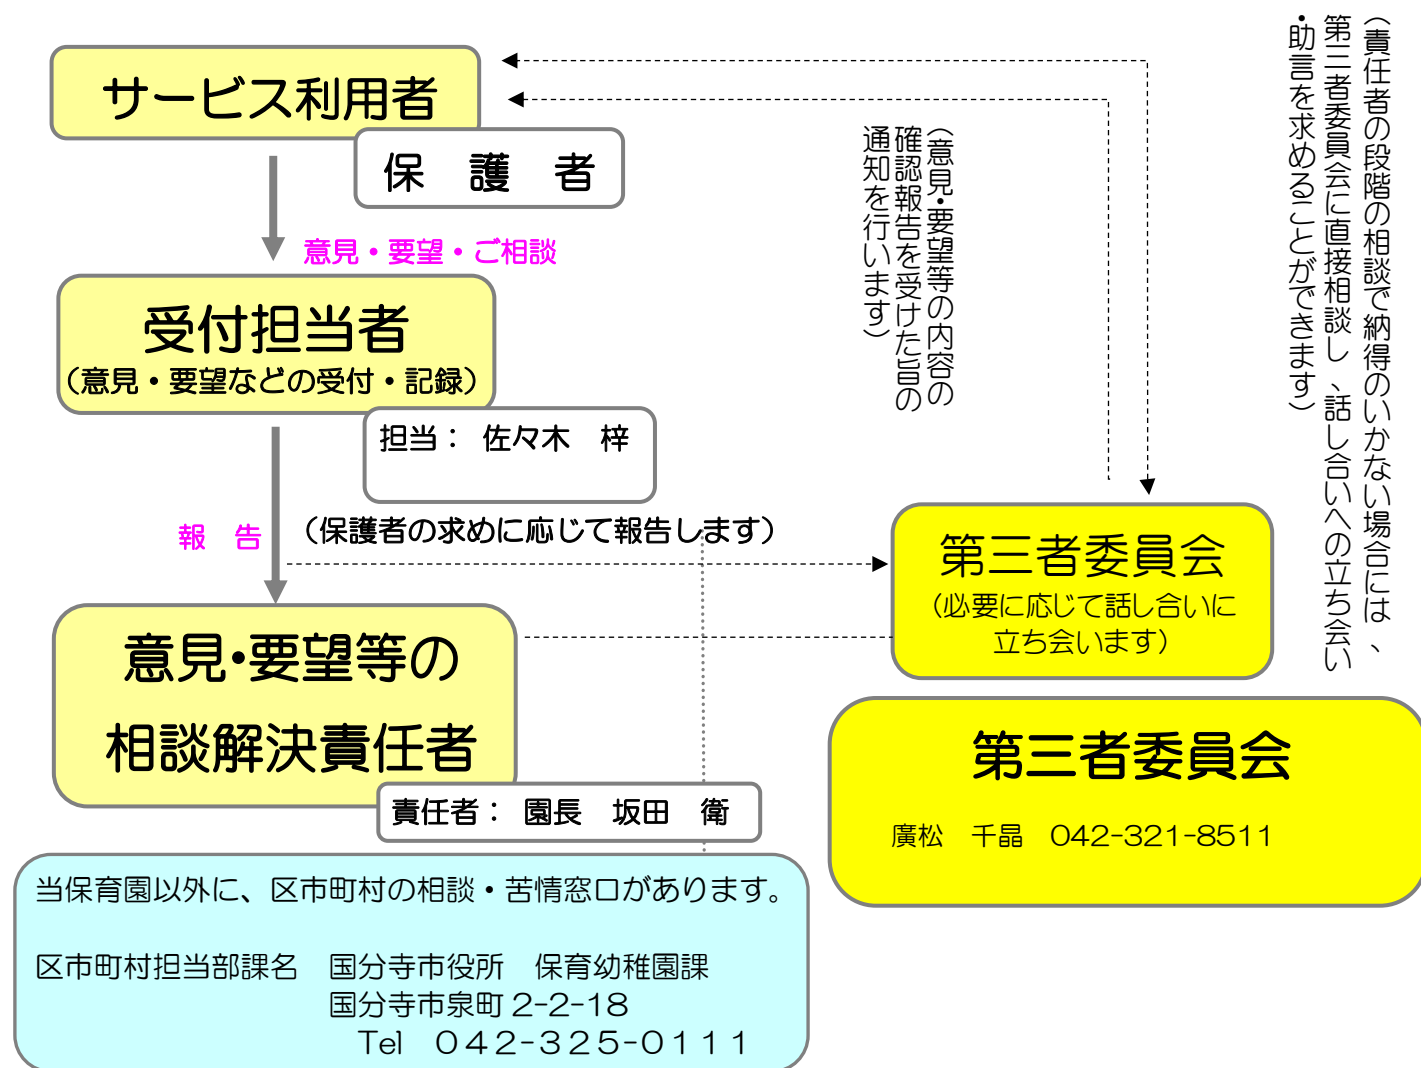 サービス利用者
保　護　者
意見・要望・ご相談
受付担当者
（意見・要望などの受付・記録）
担当： 佐々木　梓
報　告
（保護者の求めに応じて報告します）
意見・要望等の
相談解決責任者
責任者： 園長　坂田　衛
（責任者の段階の相談で納得のいかない場合には、
第三者委員会に直接相談し、話し合いへの立ち会い
・助言を求めることができます）
（意見・要望等の内容の
確認報告を受けた旨の
通知を行います）
第三者委員会
（必要に応じて話し合いに
立ち会います）
第三者委員会
廣松　千晶　042-321-8511
当保育園以外に、区市町村の相談・苦情窓口があります。
区市町村担当部課名　国分寺市役所　保育幼稚園課
国分寺市泉町 2-2-18
Tel　０４２-３２５-０１１１